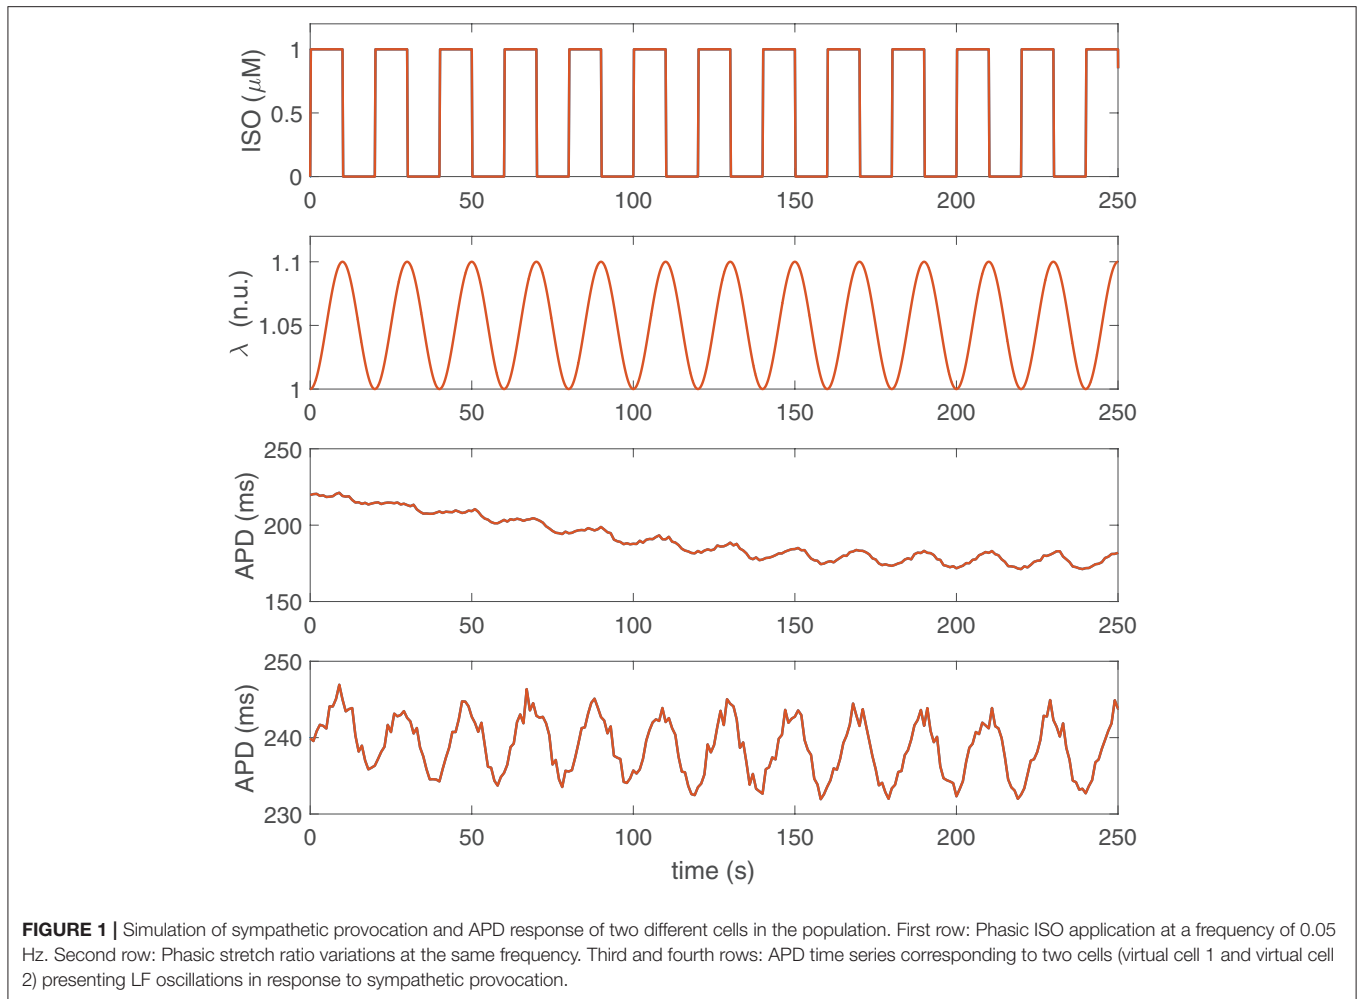 1
0.5
0
ISO (μM)
0 50 100 150 200 250
1.1
1.05
1
λ (n.u.)
0 50 100 150 200 250
250
200
150
APD (ms)
0 50 100 150 200 250
250
240
230
APD (ms)
0 50 100 150 200 250
time (s)
FIGURE 1 | Simulation of sympathetic provocation and APD response of two different cells in the population. First row: Phasic ISO application at a frequency of 0.05
Hz. Second row: Phasic stretch ratio variations at the same frequency. Third and fourth rows: APD time series corresponding to two cells (virtual cell 1 and virtual cell
2) presenting LF oscillations in response to sympathetic provocation.